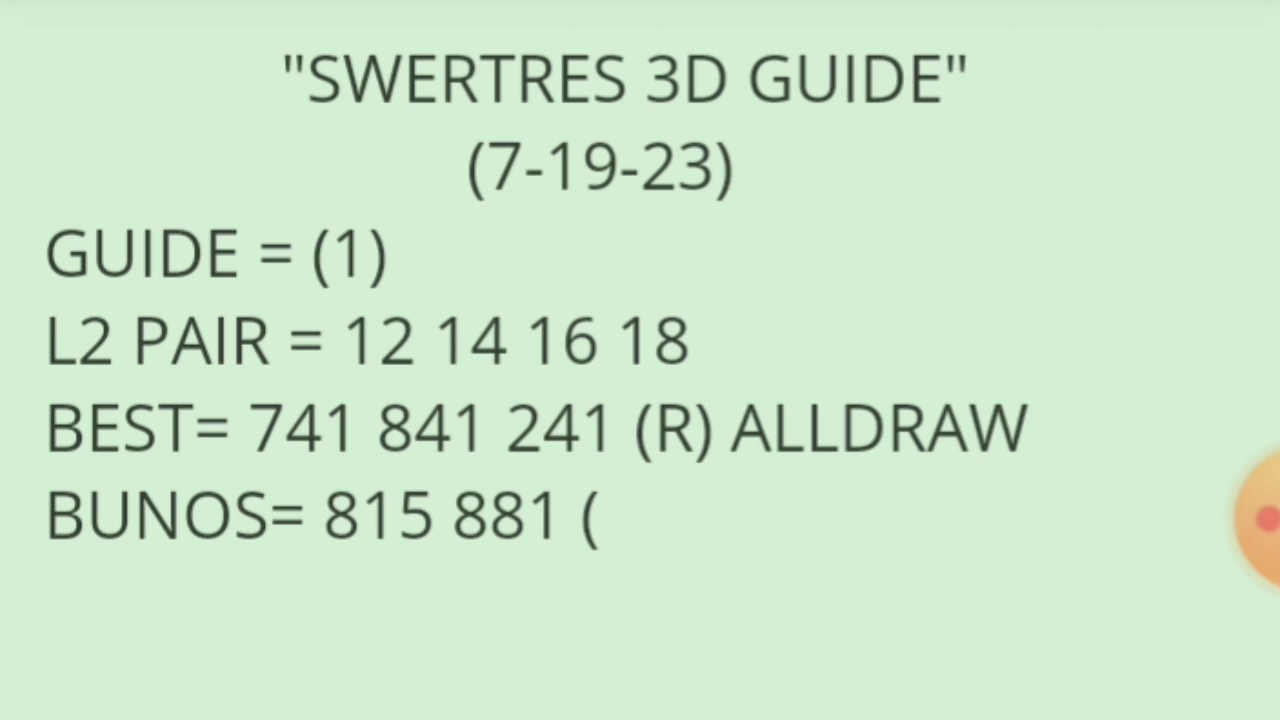 "SWERTRES 3D GUIDE"
(7-19-23)
GUIDE = (1)
L2 PAIR = 12 14 16 18
BEST= 741 841 241 (R) ALLDRAW
BUNOS= 815 881 (